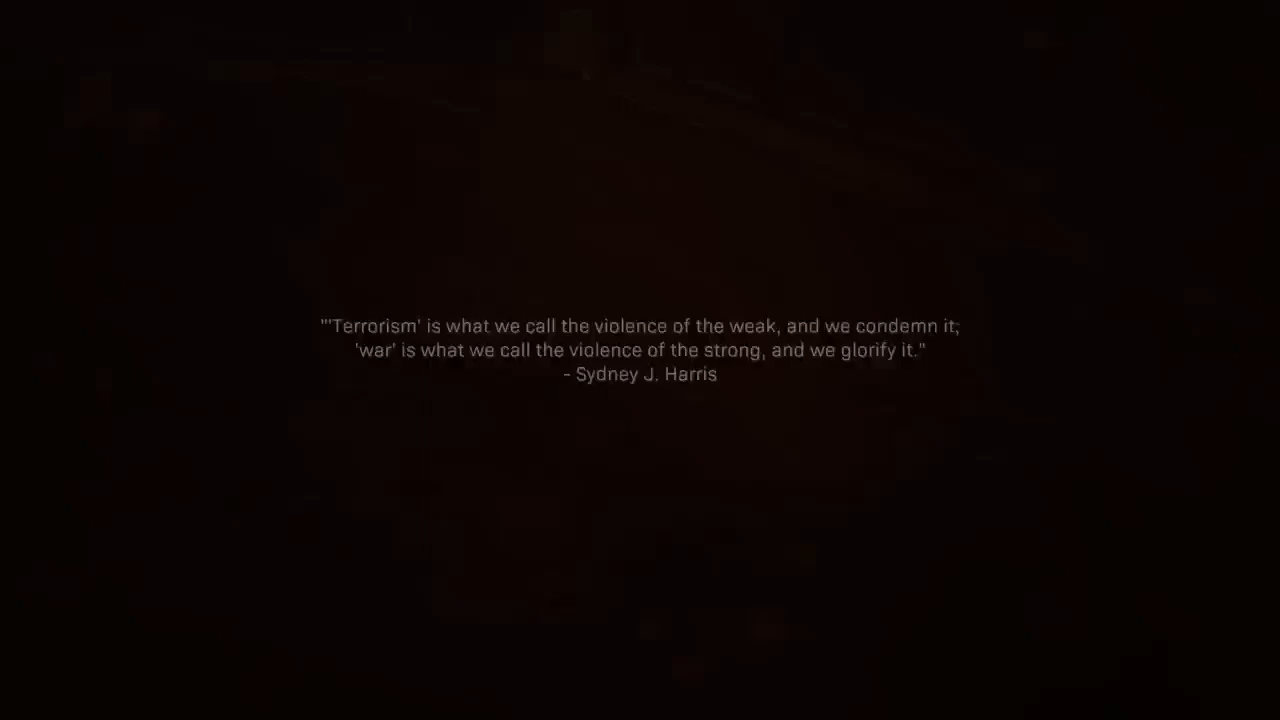 "'Terrorism' is what we call the violence of the weak, and we condemn it;
'war' is what we call the violence of the strong, and we glorify it."
- Sydney J. Harris